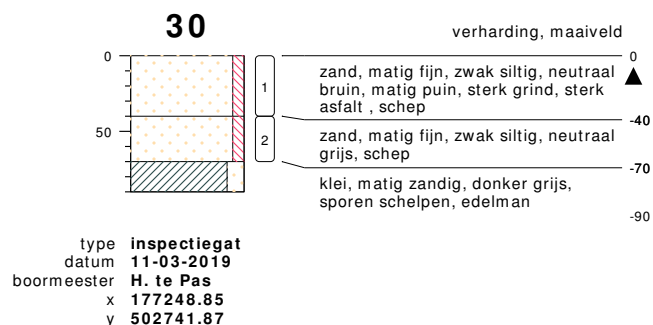 30
verharding, maaiveld
0
0
zand, matig fijn, zwak siltig, neutraal
bruin, matig puin, sterk grind, sterk
asfalt , schep
1
-40
50
2
zand, matig fijn, zwak siltig, neutraal
grijs, schep
-70
klei, matig zandig, donker grijs,
sporen schelpen, edelman
-90
type inspectiegat
datum 11-03-2019
boormeester H. te Pas
x 177248.85
y 502741.87